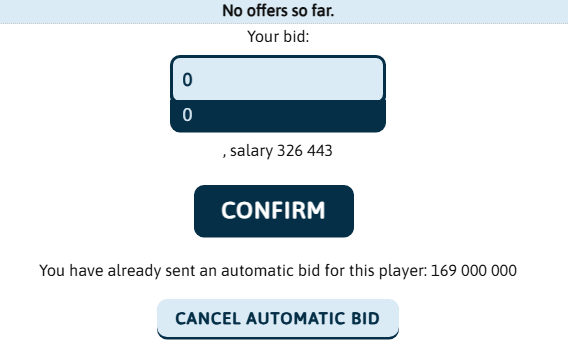 No offers so far.
Your bid:
0
0
, salary 326 443
CONFIRM
You have already sent an automatic bid for this player: 169 000 000
CANCEL AUTOMATIC BID